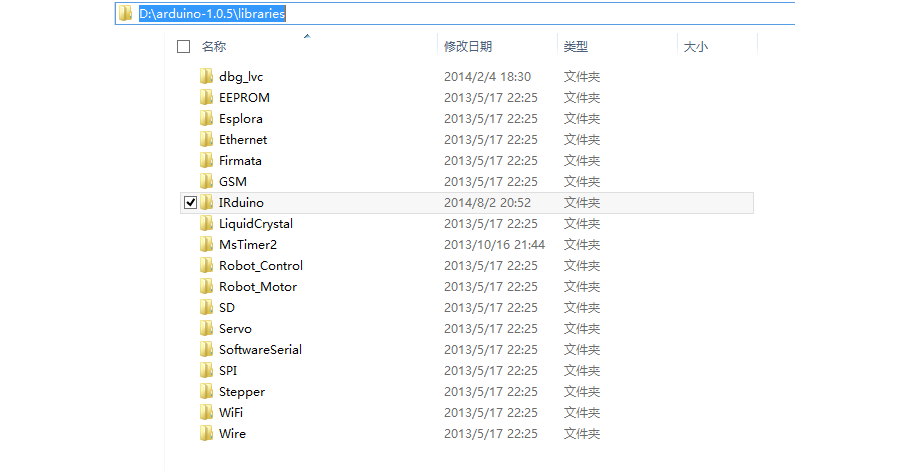 D:\arduino-1.0.5\libraries
名称 修改日期 类型 大小
dbg_lvc 2014/2/4 18:30 文件夹
EEPROM 2013/5/17 22:25 文件夹
Esplora 2013/5/17 22:25 文件夹
Ethernet 2013/5/17 22:25 文件夹
Firmata 2013/5/17 22:25 文件夹
GSM 2013/5/17 22:25 文件夹
IRduino 2014/8/2 20:52 文件夹
LiquidCrystal 2013/5/17 22:25 文件夹
MsTimer2 2013/10/16 21:44 文件夹
Robot_Control 2013/5/17 22:25 文件夹
Robot_Motor 2013/5/17 22:25 文件夹
SD 2013/5/17 22:25 文件夹
Servo 2013/5/17 22:25 文件夹
SoftwareSerial 2013/5/17 22:25 文件夹
SPI 2013/5/17 22:25 文件夹
Stepper 2013/5/17 22:25 文件夹
WiFi 2013/5/17 22:25 文件夹
Wire 2013/5/17 22:25 文件夹